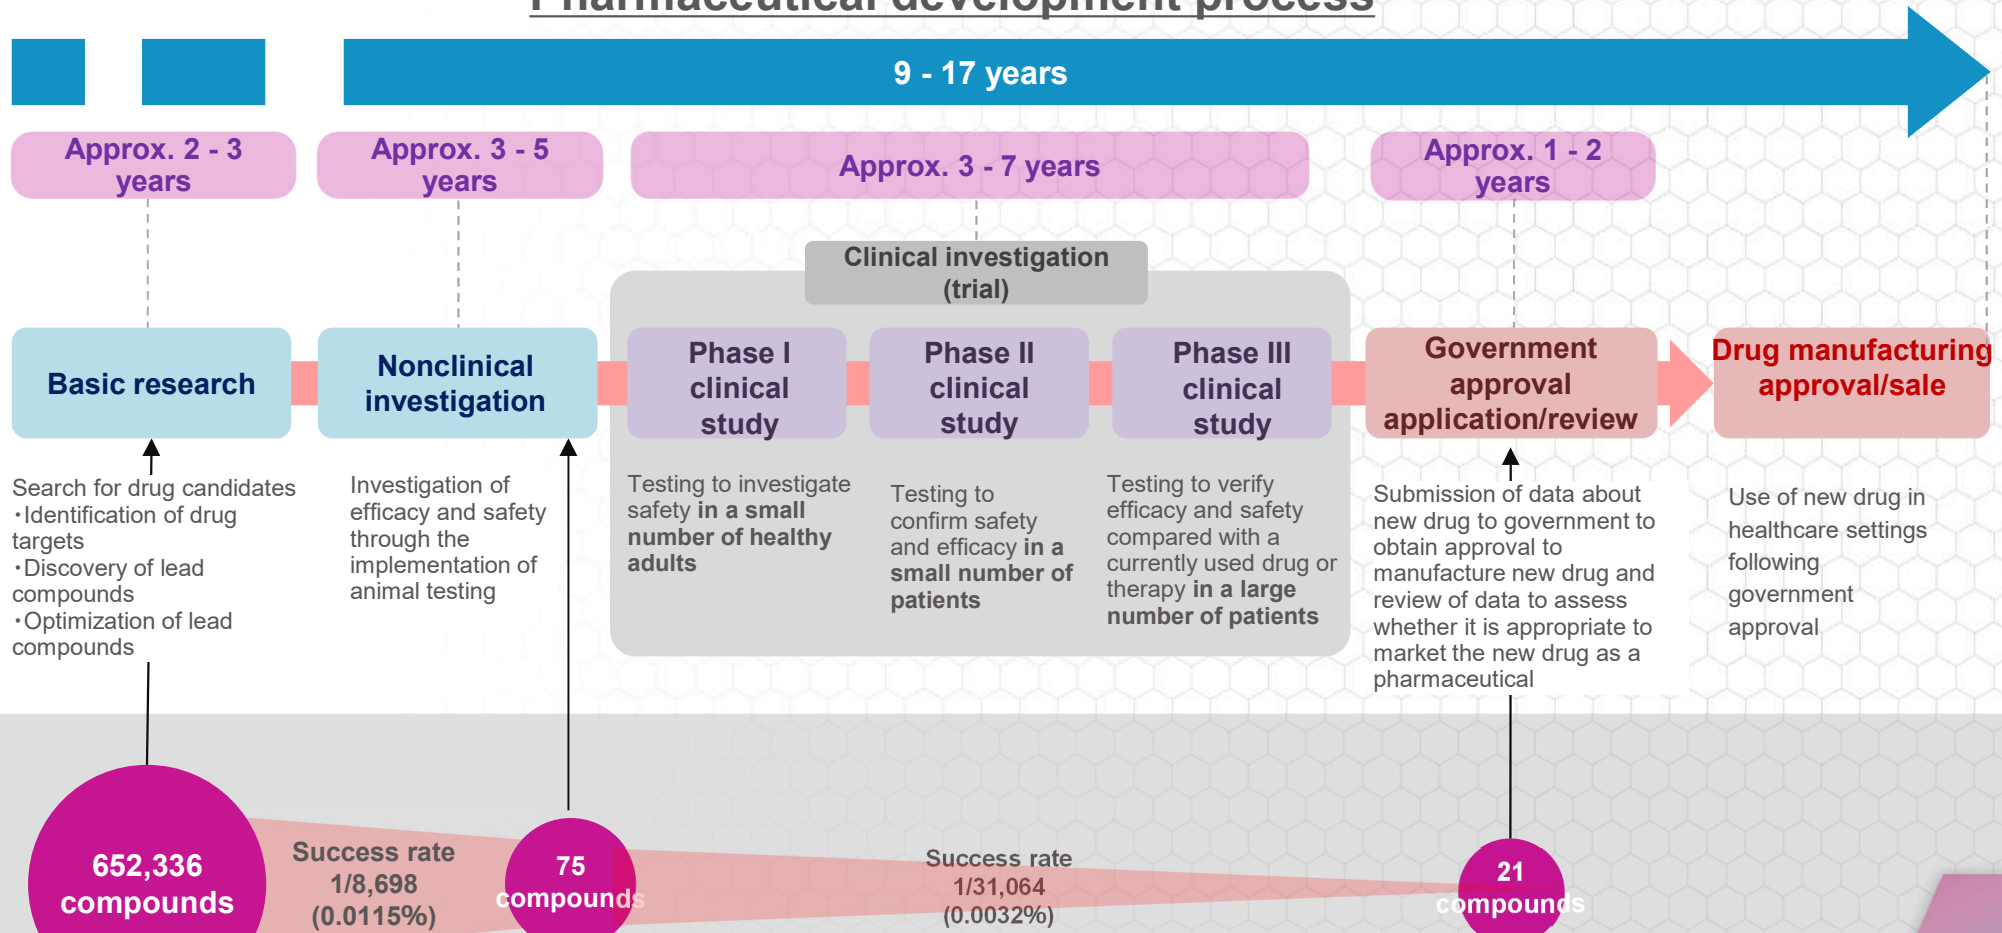 Pharmaceutical development process
9 - 17 years
Approx. 2 - 3
years
Approx. 3 - 5
years
Approx. 3 - 7 years
Approx. 1 - 2
years
Clinical investigation
(trial)
Basic research
Nonclinical
investigation
Phase I
clinical
study
Phase II
clinical
study
Phase III
clinical
study
Government
approval
application/review
Drug manufacturing
approval/sale
Search for drug candidates
・Identification of drug
targets
・Discovery of lead
compounds
・Optimization of lead
compounds
Investigation of
efficacy and safety
through the
implementation of
animal testing
Testing to investigate
safety in a small
number of healthy
adults
Testing to
confirm safety
and efficacy in a
small number of
patients
Testing to verify
efficacy and safety
compared with a
currently used drug or
therapy in a large
number of patients
Submission of data about
new drug to government to
obtain approval to
manufacture new drug and
review of data to assess
whether it is appropriate to
market the new drug as a
pharmaceutical
Use of new drug in
healthcare settings
following
government
approval
652,336
compounds
Success rate
1/8,698
(0.0115%)
75
compounds
Success rate
1/31,064
(0.0032%)
21
compounds